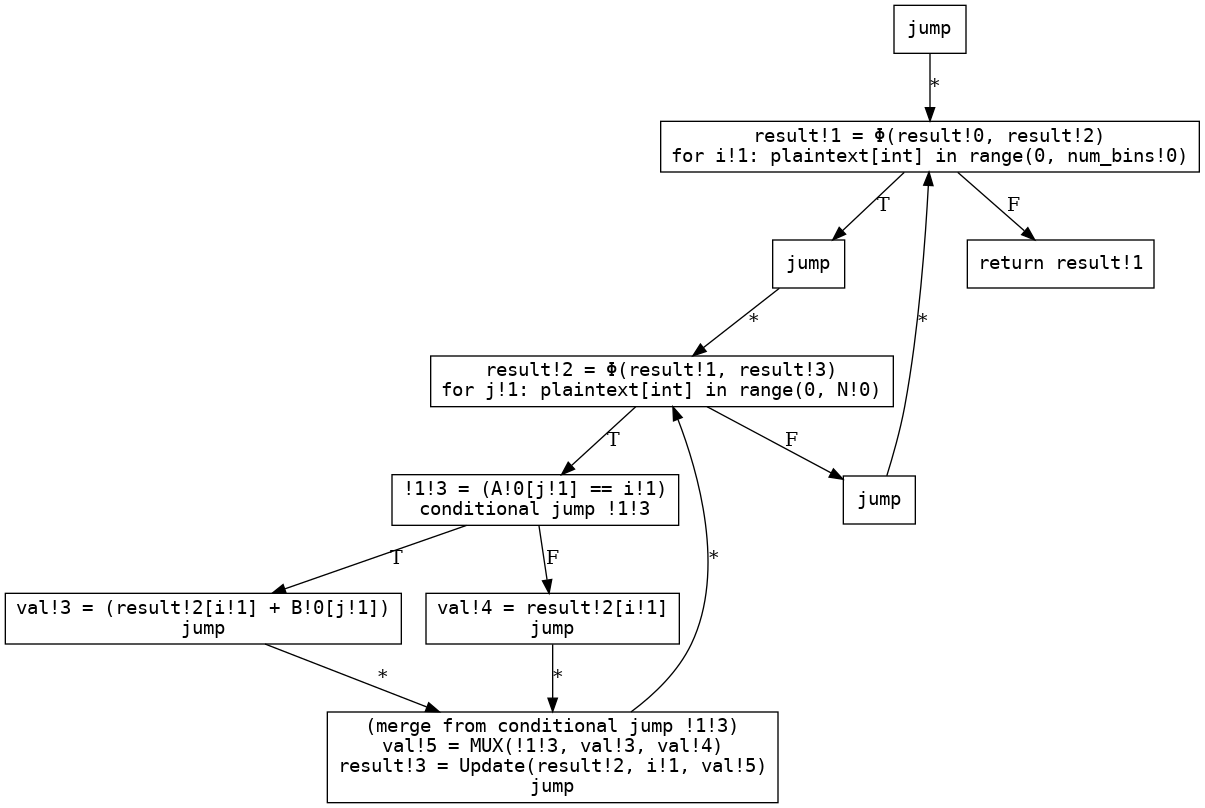 jump
*
result!1 = Φ(result!0, result!2)
for i!1: plaintext[int] in range(0, num_bins!0)
T
F
jump
return result!1
*
*
result!2 = Φ(result!1, result!3)
for j!1: plaintext[int] in range(0, N!0)
T
F
!1!3 = (A!0[j!1] == i!1)
conditional jump !1!3
jump
T
F
*
val!3 = (result!2[i!1] + B!0[j!1])
jump
val!4 = result!2[i!1]
jump
*
*
(merge from conditional jump !1!3)
val!5 = MUX(!1!3, val!3, val!4)
result!3 = Update(result!2, i!1, val!5)
jump